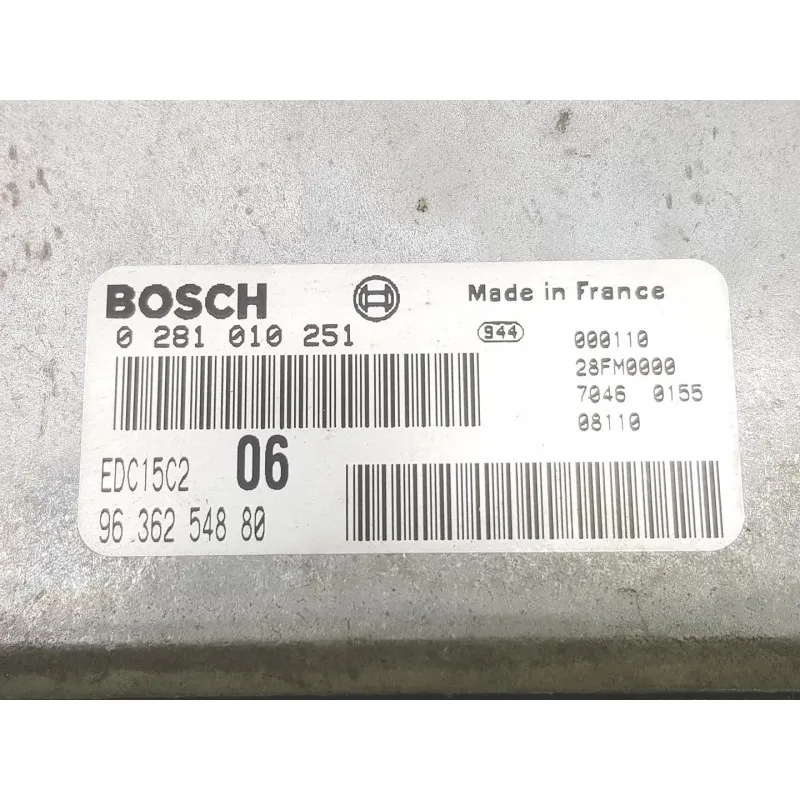 BOSCH
Made in France
0 281 010 251
944
000110
28FM0000
7046 0155
08110
EDC15C2
06
96 362 548 80